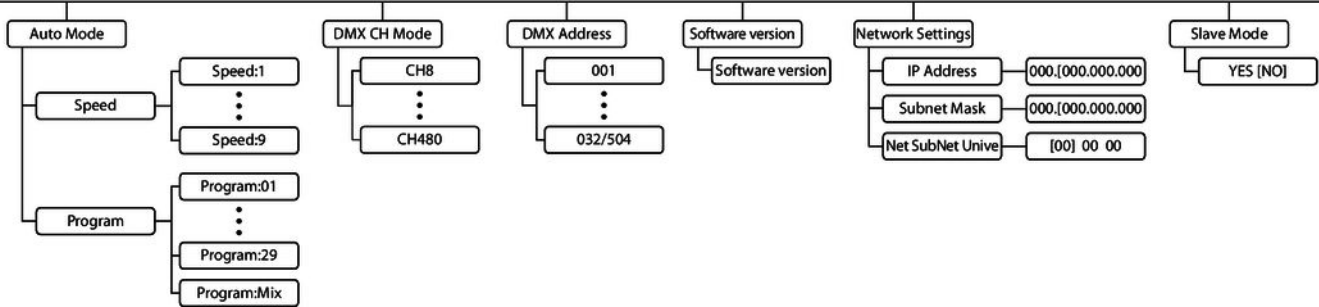 Auto Mode
DMX CH Mode
DMX Address
Software version
Network Settings
Slave Mode
Speed:1
CH8
001
Software version
IP Address
000.[000.000.000
YES [NO]
Speed
Subnet Mask
000.[000.000.000
Speed:9
CH480
032/504
Net SubNet Unive
[00] 00 00
Program:01
Program
Program:29
Program:Mix